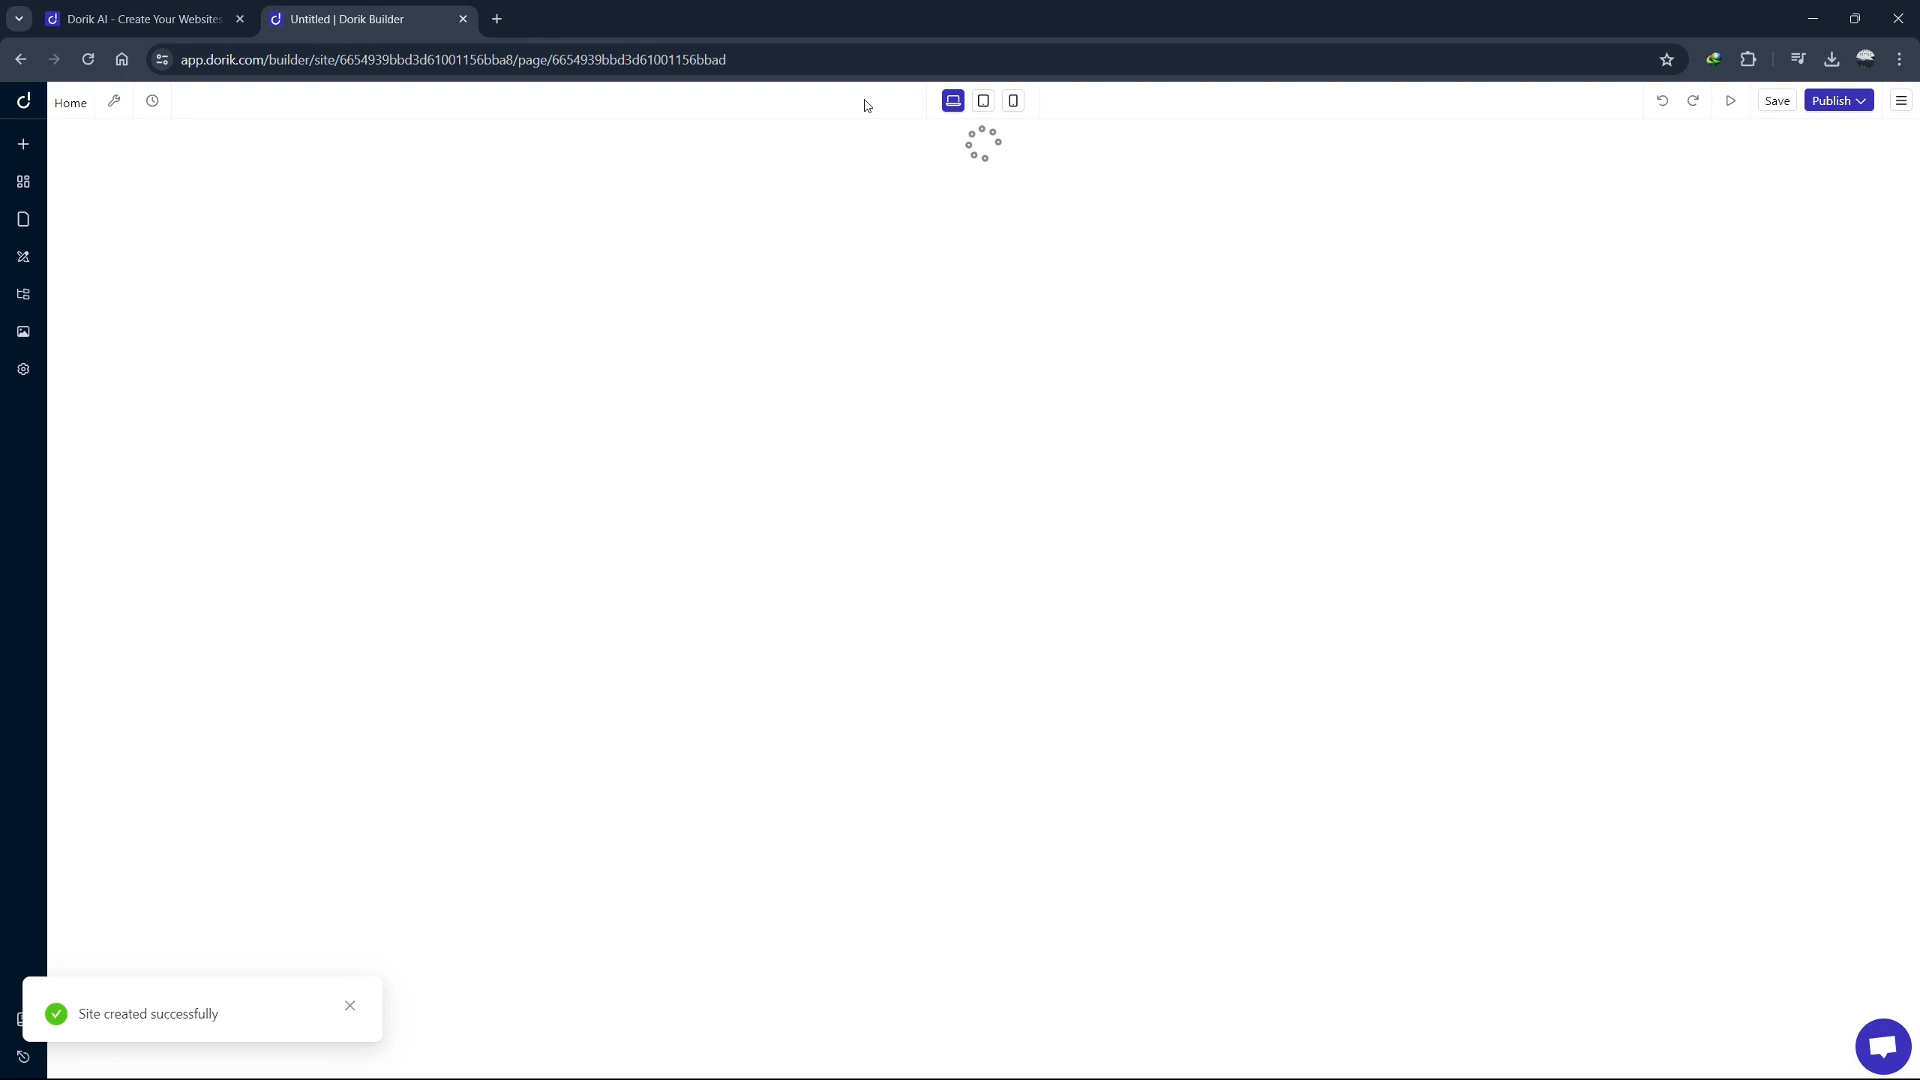 Dorik AI - Create Your Websites
Untitled | Dorik Builder
app.dorik.com/builder/site/6654939bbd3d61001156bba8/page/6654939bbd3d61001156bbad
Home
Save
Publish
Site created successfully